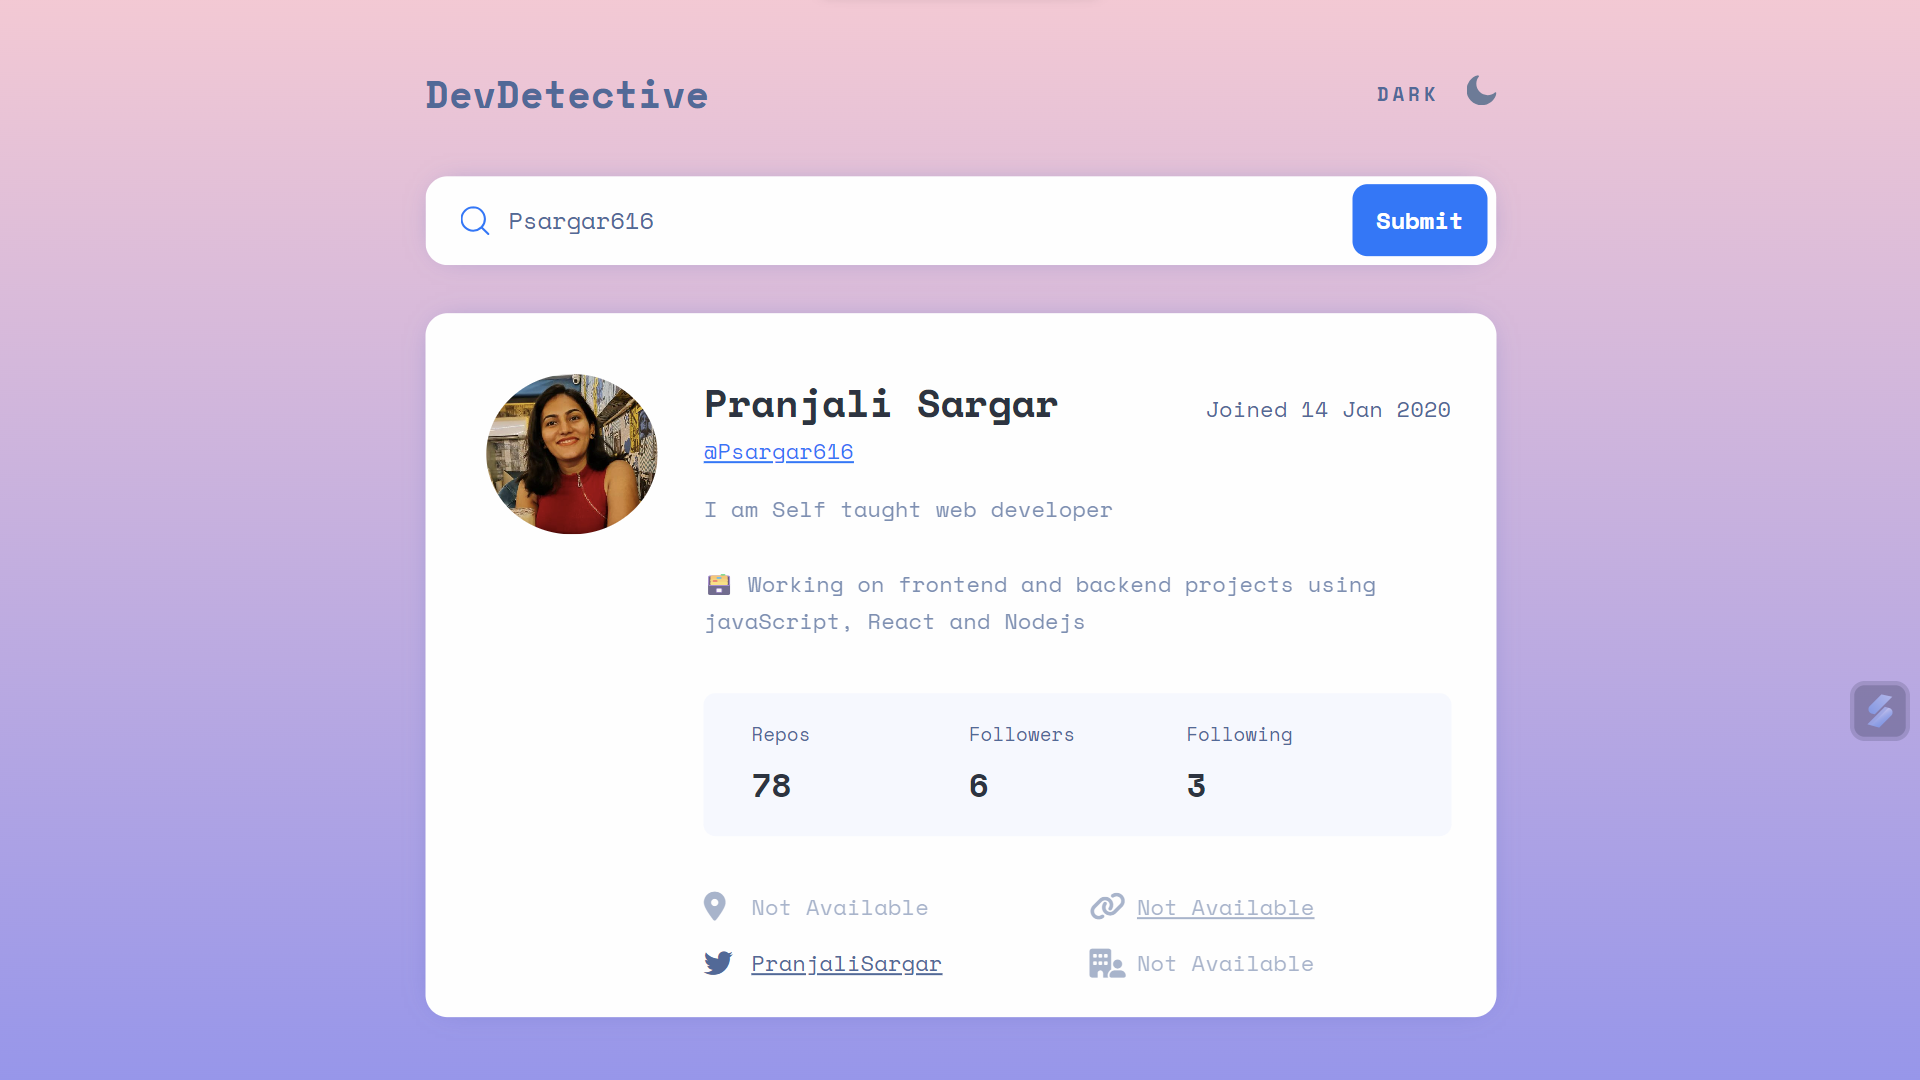 DevDetective
DARK
Psargar616
Submit
Pranjali Sargar
Joined 14 Jan 2020
@Psargar616
I am Self taught web developer
🗃️ Working on frontend and backend projects using
javaScript, React and Nodejs
Repos Followers Following
78 6 3
Not Available Not Available
PranjaliSargar Not Available